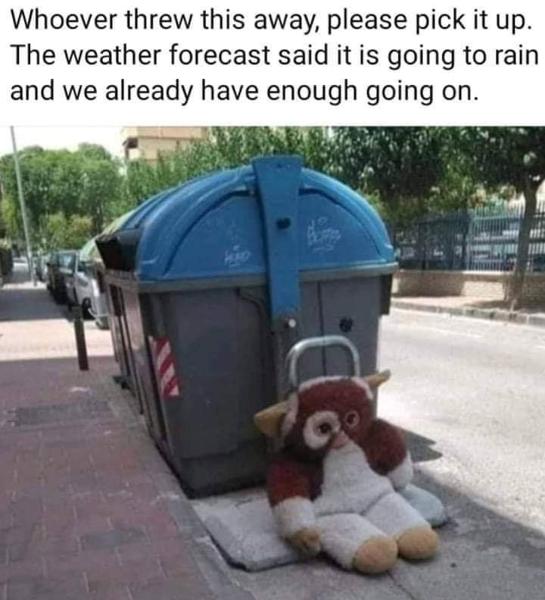 Whoever threw this away, please pick it up.
The weather forecast said it is going to rain
and we already have enough going on.